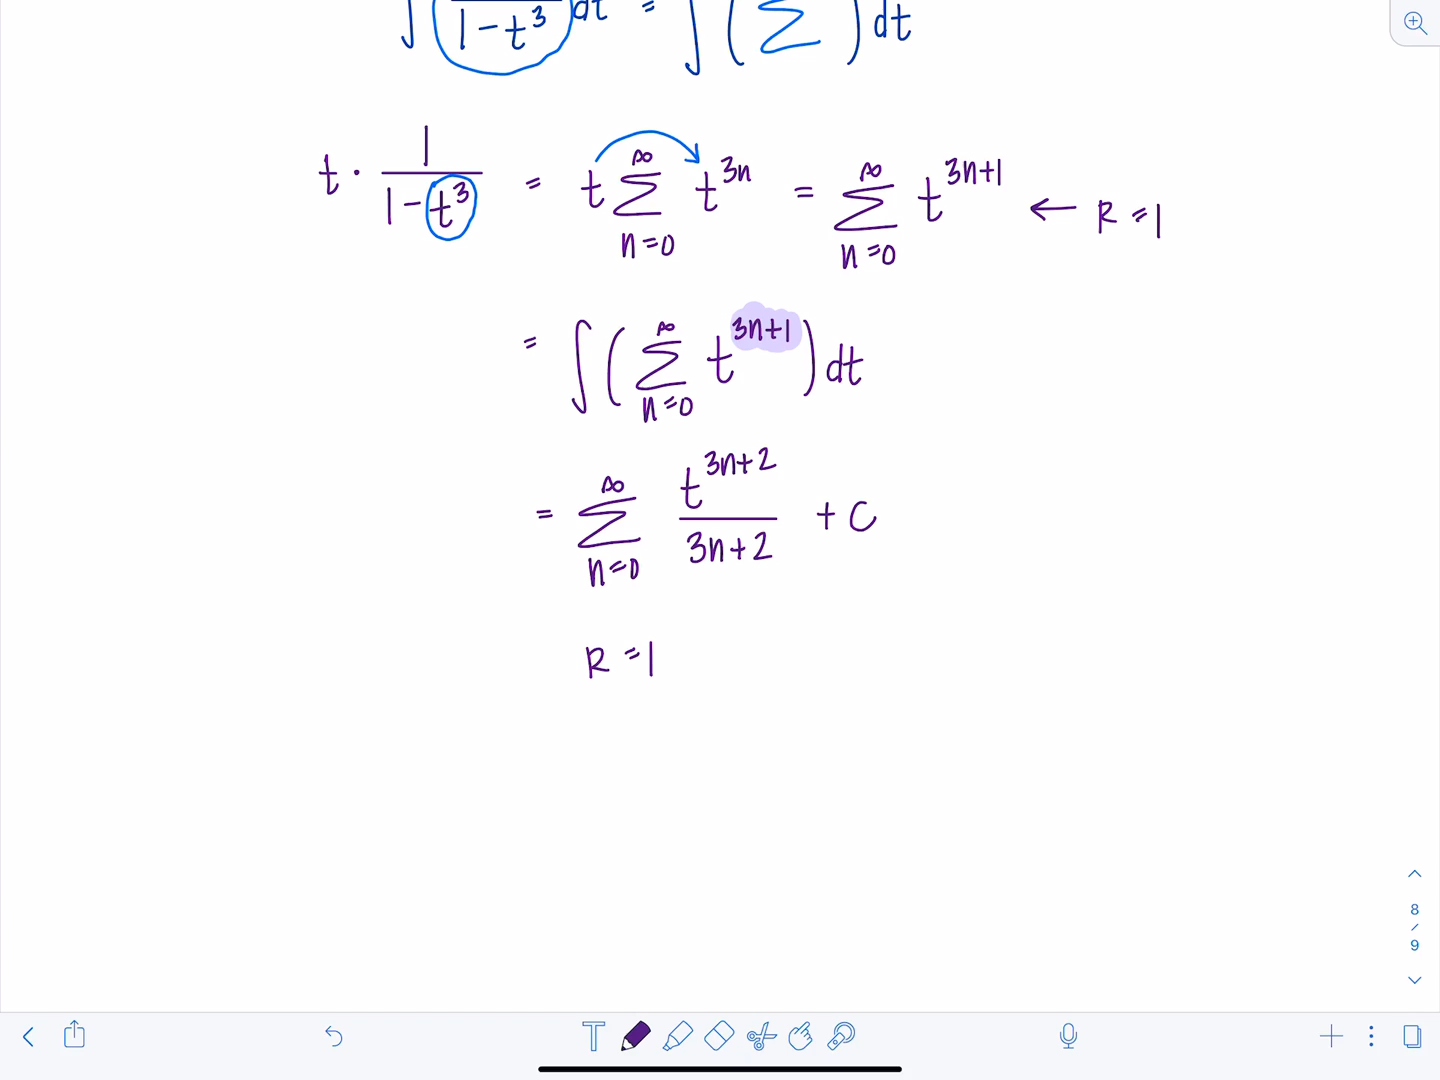 ∫ 1-t³ dt = ∫ ( Σ ) dt
t · 1/(1-t³) = t Σ_{n=0}^{∞} t^{3n} = Σ_{n=0}^{∞} t^{3n+1} ← R=1
= ∫ ( Σ_{n=0}^{∞} t^{3n+1} ) dt
= Σ_{n=0}^{∞} t^{3n+2}/(3n+2) + C
R=1
8
/
9
T